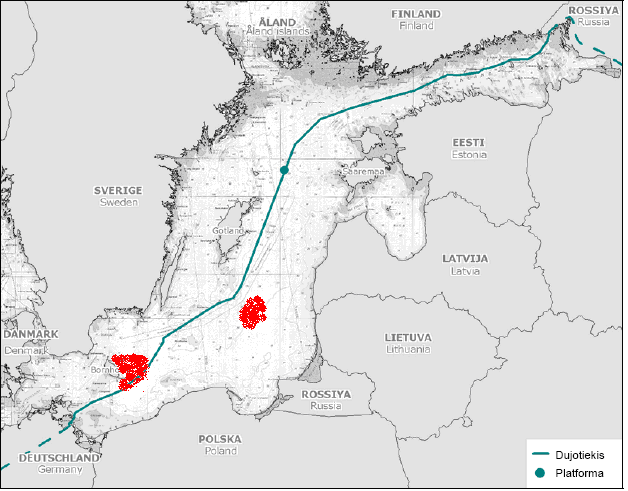 ROSSIYA
Russia
FINLAND
Finland
ÅLAND
Åland islands
EESTI
Estonia
Saaremaa
SVERIGE
Sweden
Gotland
LATVIJA
Latvia
DANMARK
Denmark
LIETUVA
Lithuania
Bornho
ROSSIYA
Russia
POLSKA
Poland
DEUTSCHLAND
Germany
Dujotiekis
Platforma